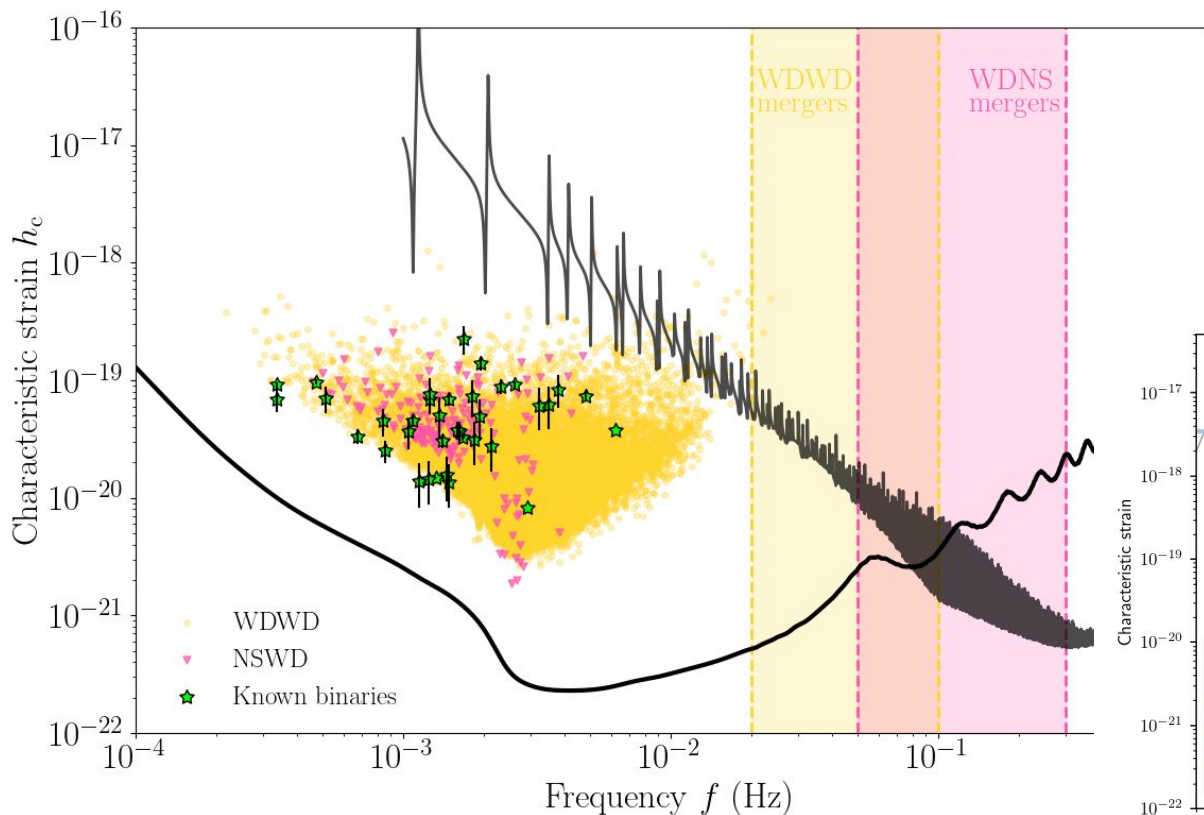 10⁻¹⁶
10⁻¹⁷
10⁻¹⁸
10⁻¹⁹
10⁻²⁰
10⁻²¹
10⁻²²
Characteristic strain h_c
WDWD
mergers
WDNS
mergers
WDWD
NSWD
Known binaries
10⁻⁴
10⁻³
10⁻²
10⁻¹
Frequency f (Hz)
10⁻¹⁷
10⁻¹⁸
10⁻¹⁹
10⁻²⁰
10⁻²¹
10⁻²²
Characteristic strain